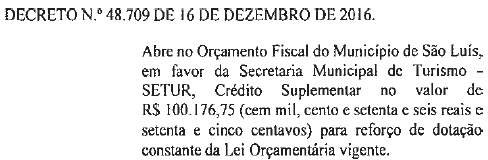 DECRETO N.º 48.709 DE 16 DE DEZEMBRO DE 2016.
Abre no Orçamento Fiscal do Município de São Luís,
em favor da Secretaria Municipal de Turismo –
SETUR, Crédito Suplementar no valor de
R$ 100.176,75 (cem mil, cento e setenta e seis reais e
setenta e cinco centavos) para reforço de dotação
constante da Lei Orçamentária vigente.